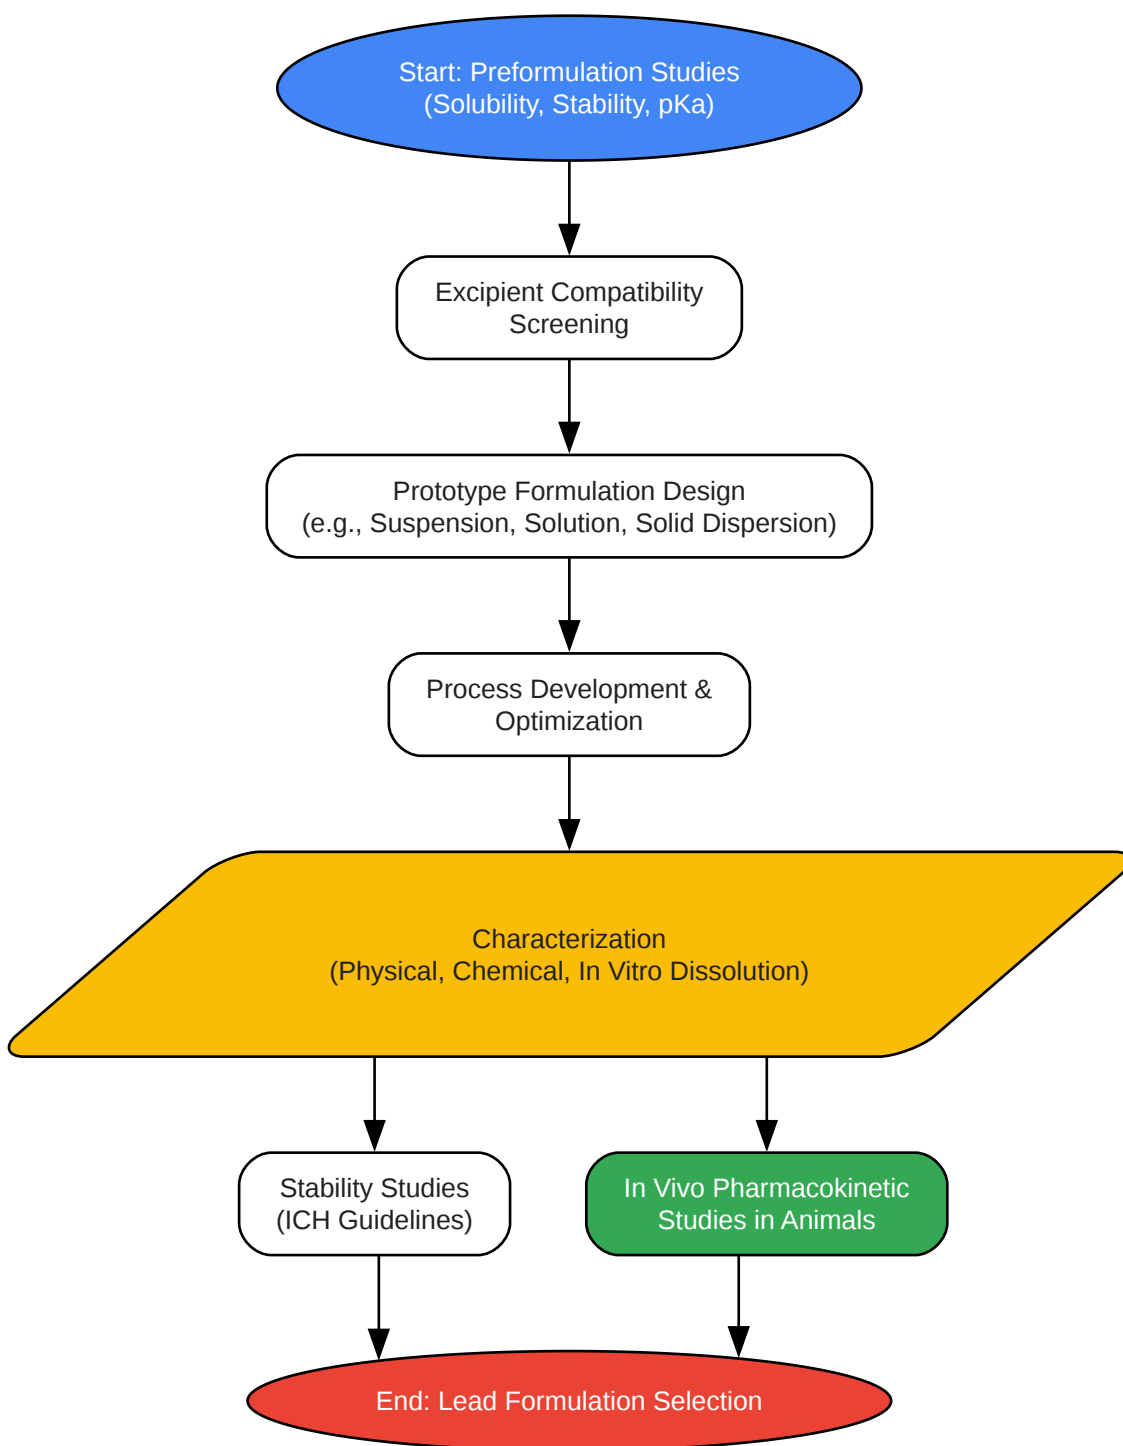 Start: Preformulation Studies
(Solubility, Stability, pKa)
Excipient Compatibility
Screening
Prototype Formulation Design
(e.g., Suspension, Solution, Solid Dispersion)
Process Development &
Optimization
Characterization
(Physical, Chemical, In Vitro Dissolution)
Stability Studies
(ICH Guidelines)
In Vivo Pharmacokinetic
Studies in Animals
End: Lead Formulation Selection